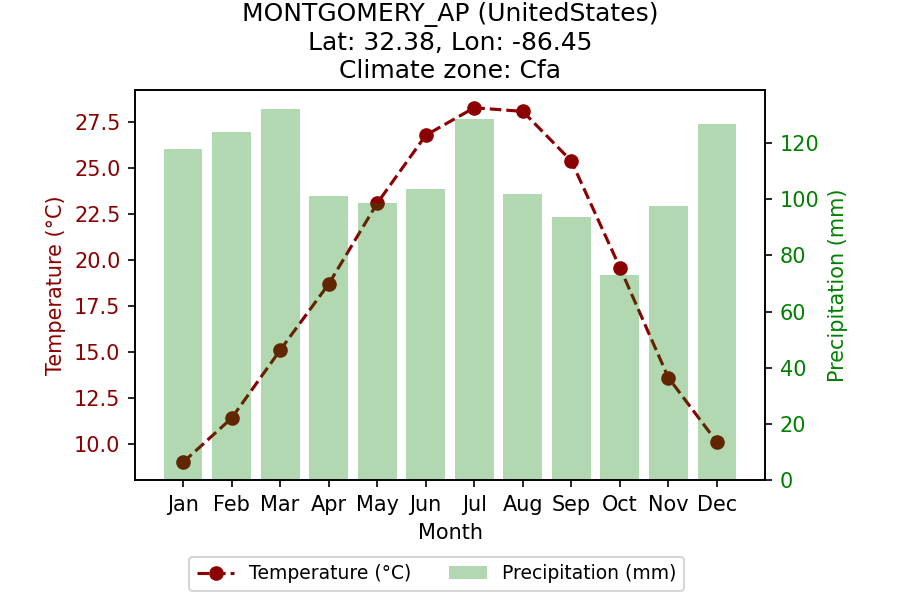 MONTGOMERY_AP (UnitedStates)
Lat: 32.38, Lon: -86.45
Climate zone: Cfa
27.5
25.0
22.5
20.0
17.5
15.0
12.5
10.0
Temperature (°C)
120
100
80
60
40
20
0
Precipitation (mm)
Jan Feb Mar Apr May Jun Jul Aug Sep Oct Nov Dec
Month
Temperature (°C) Precipitation (mm)